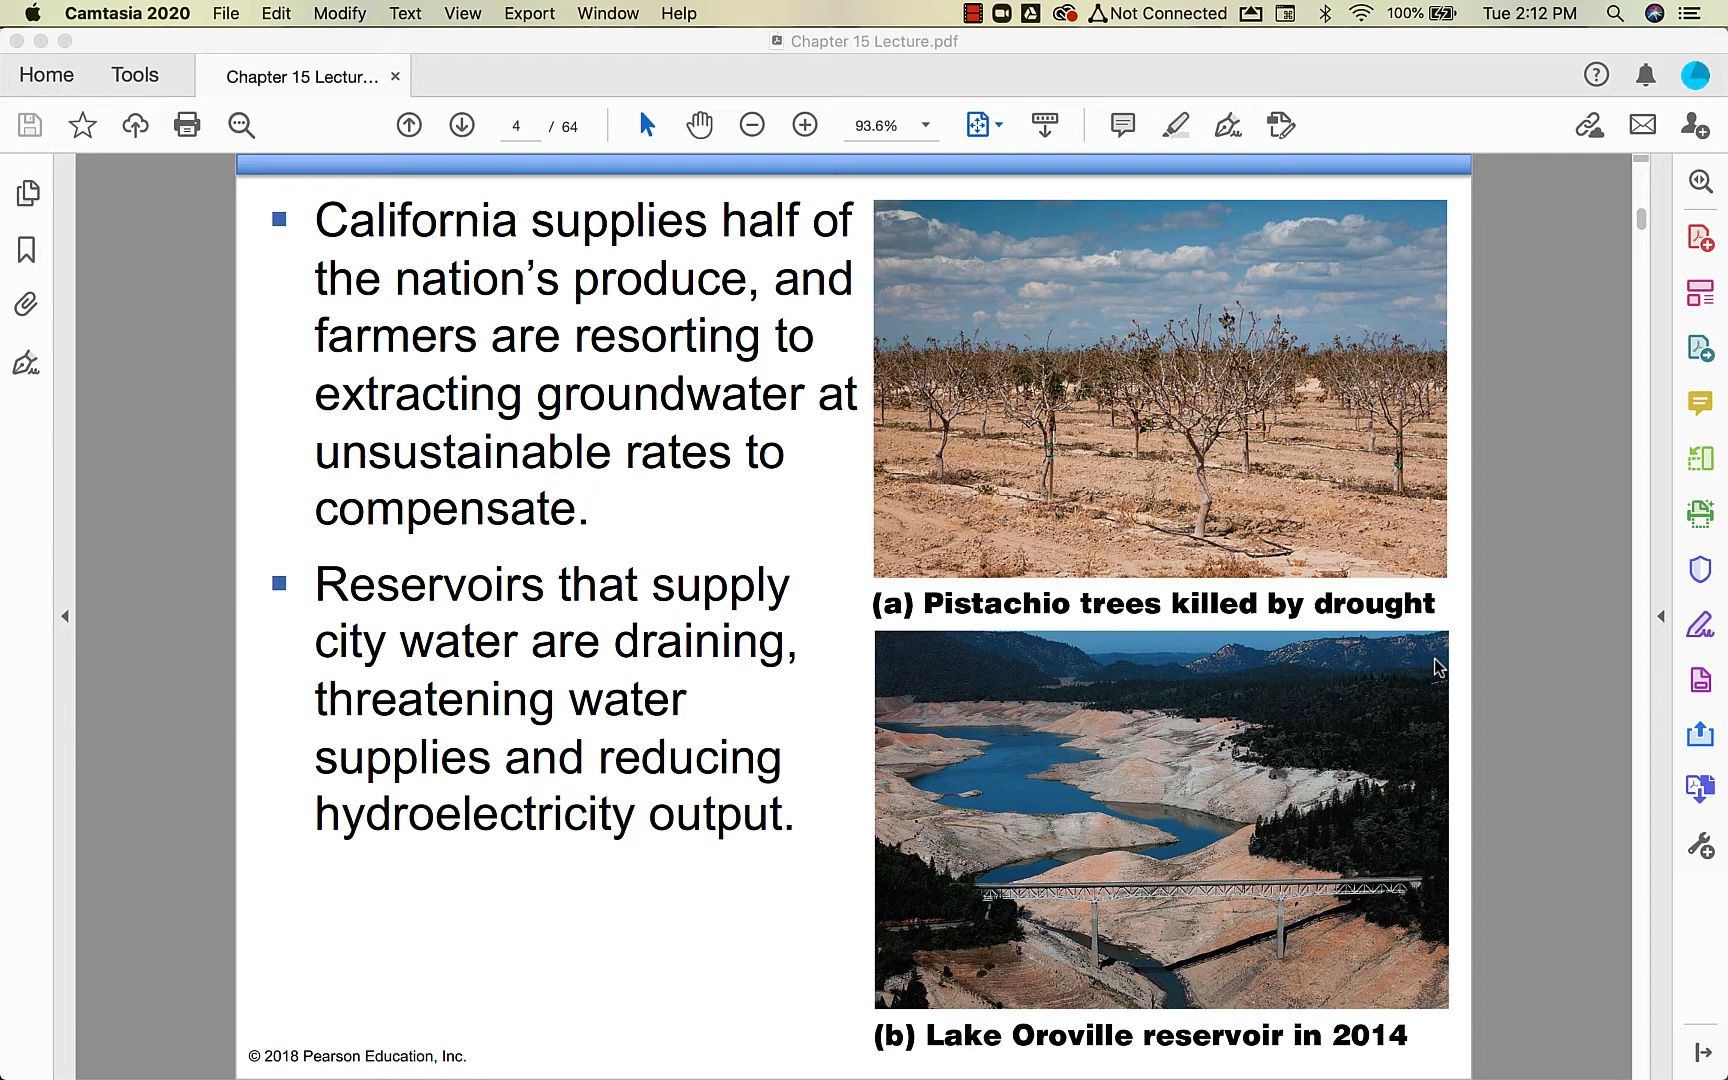 Camtasia 2020 File Edit Modify Text View Export Window Help Not Connected 100% Tue 2:12 PM
Chapter 15 Lecture.pdf
Home Tools Chapter 15 Lectur... ×
4 / 64 93.6%
California supplies half of
the nation’s produce, and
farmers are resorting to
extracting groundwater at
unsustainable rates to
compensate.
Reservoirs that supply
city water are draining,
threatening water
supplies and reducing
hydroelectricity output.
(a) Pistachio trees killed by drought
(b) Lake Oroville reservoir in 2014
© 2018 Pearson Education, Inc.